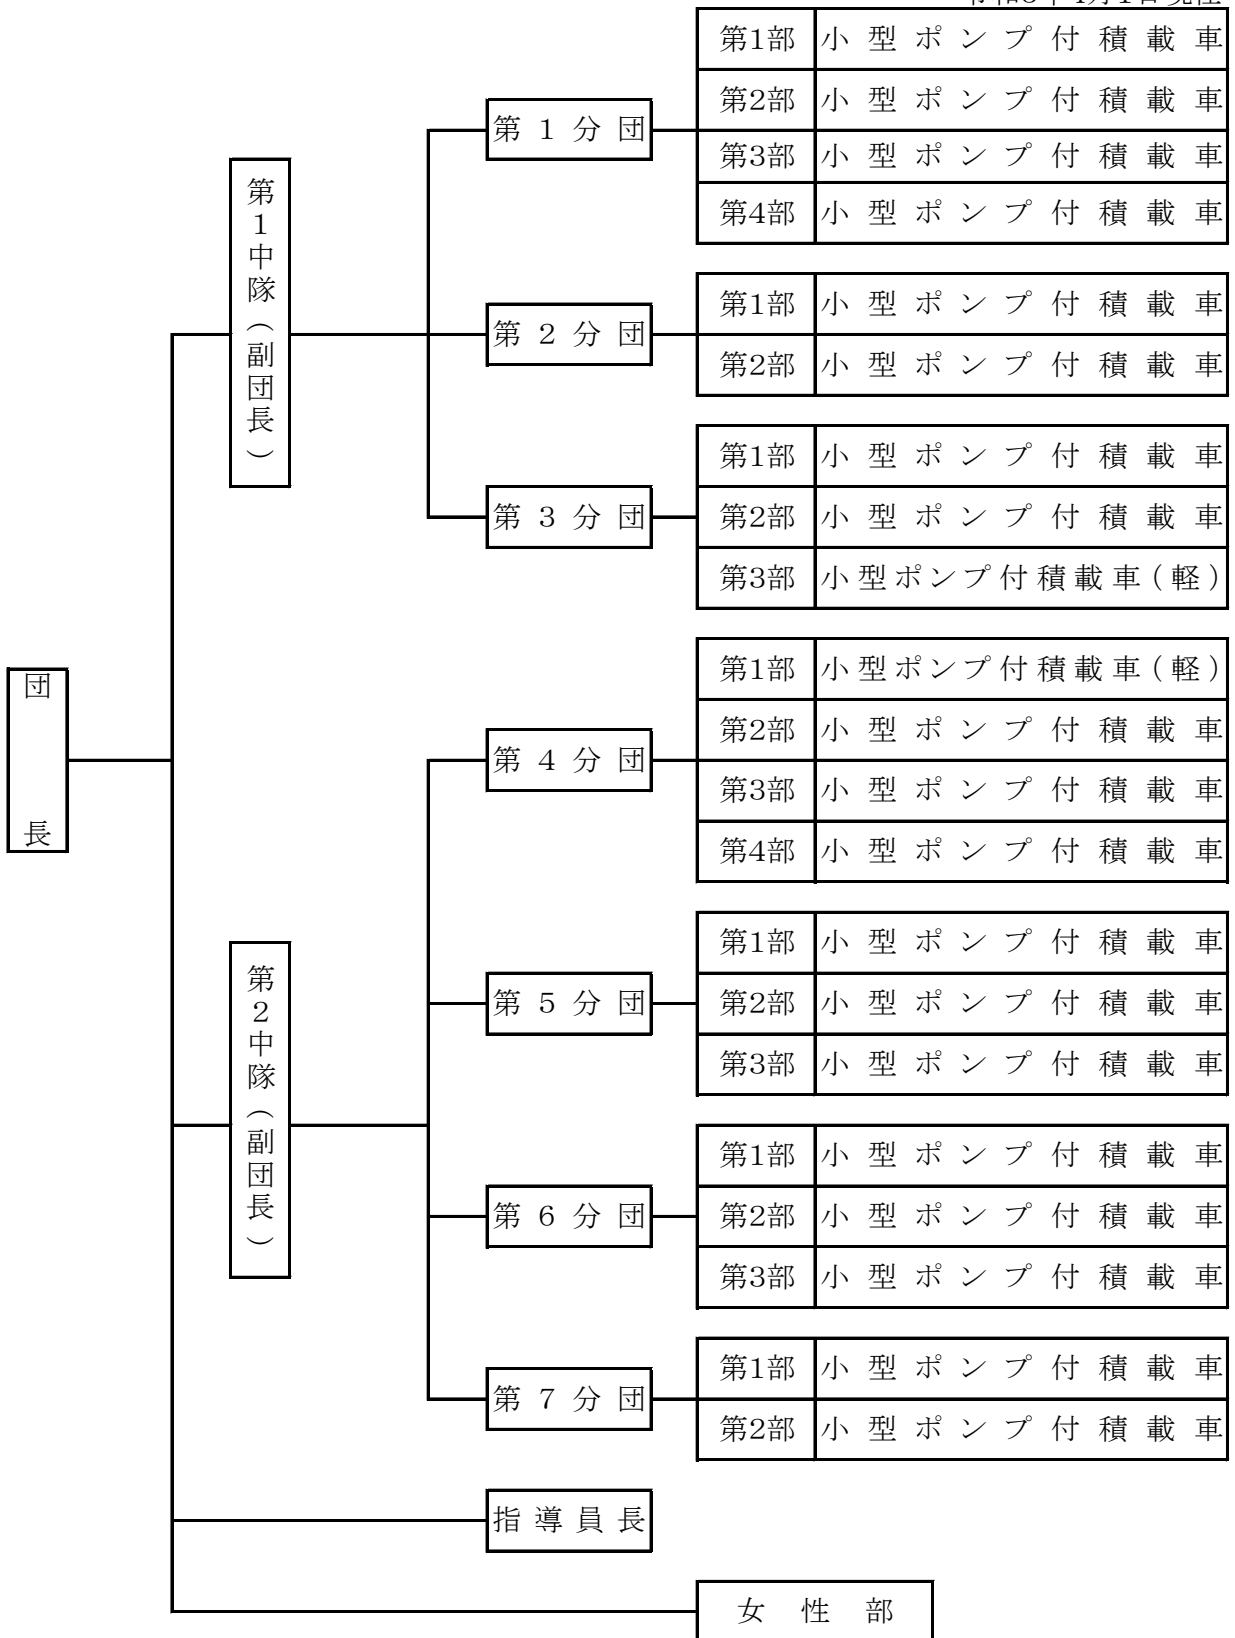 第1部 小型ポンプ付積載車
第2部 小型ポンプ付積載車
第1分団
第3部 小型ポンプ付積載車
第4部 小型ポンプ付積載車
第1中隊（副団長）
第1部 小型ポンプ付積載車
第2分団
第2部 小型ポンプ付積載車
第1部 小型ポンプ付積載車
第3分団
第2部 小型ポンプ付積載車
第3部 小型ポンプ付積載車(軽)
団長
第1部 小型ポンプ付積載車(軽)
第2部 小型ポンプ付積載車
第4分団
第3部 小型ポンプ付積載車
第4部 小型ポンプ付積載車
第2中隊（副団長）
第1部 小型ポンプ付積載車
第5分団
第2部 小型ポンプ付積載車
第3部 小型ポンプ付積載車
第1部 小型ポンプ付積載車
第6分団
第2部 小型ポンプ付積載車
第3部 小型ポンプ付積載車
第1部 小型ポンプ付積載車
第7分団
第2部 小型ポンプ付積載車
指導員長
女性部